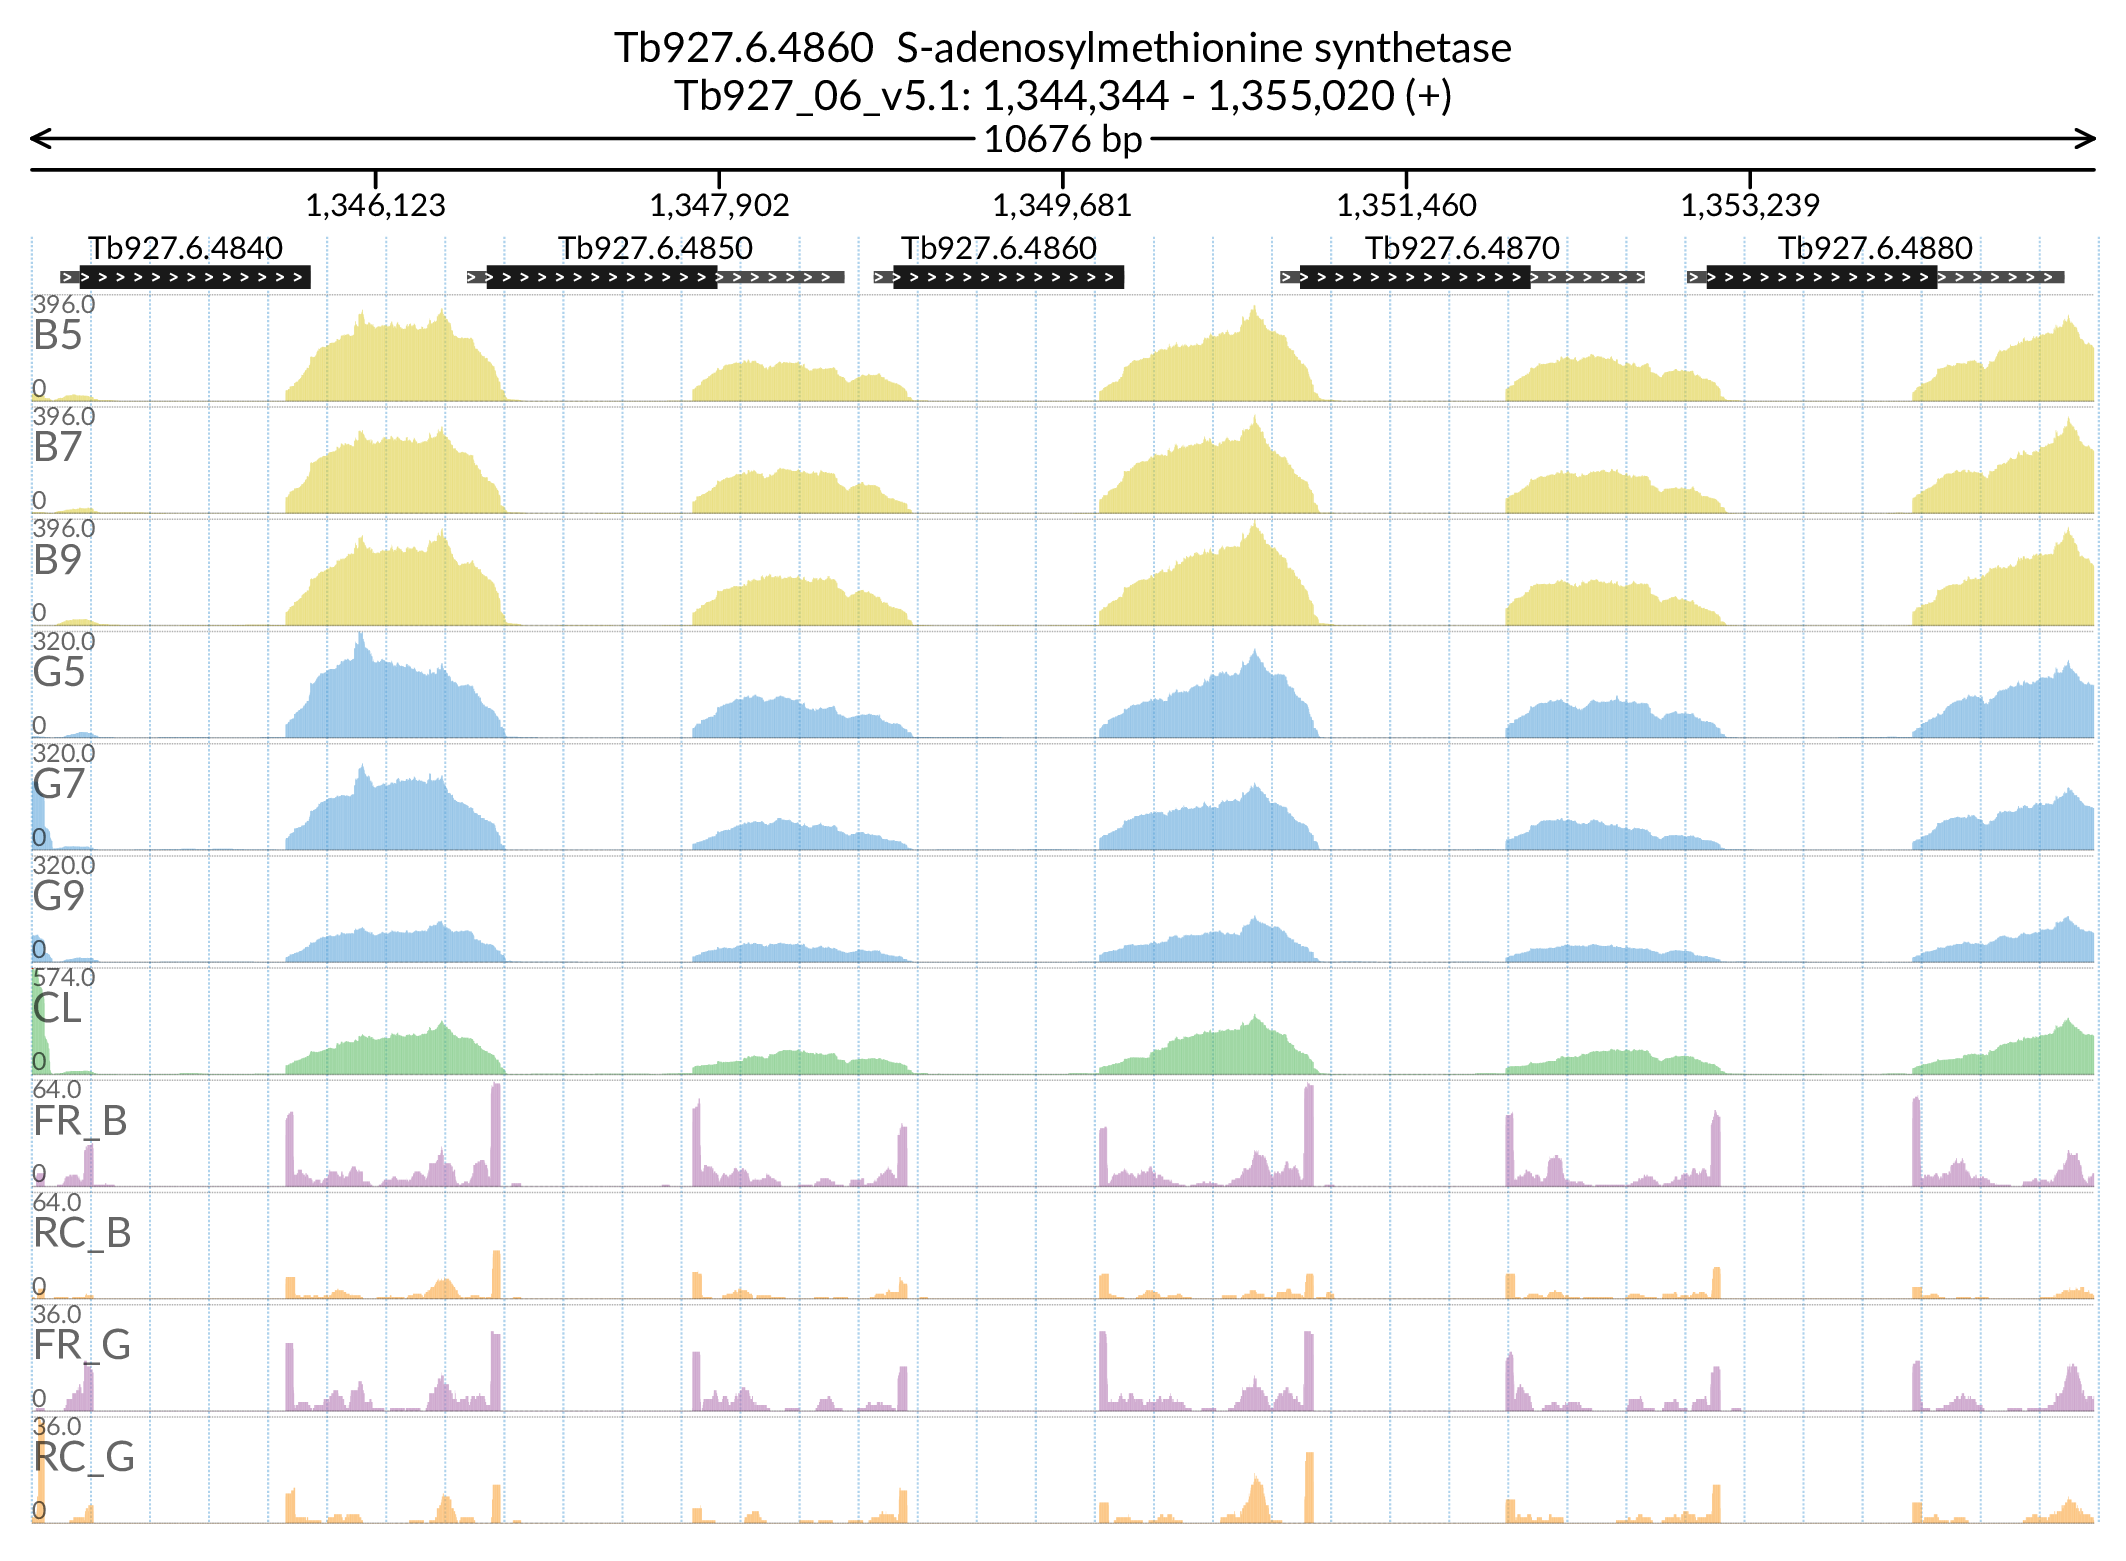 Tb927.6.4860  S-adenosylmethionine synthetase
Tb927_06_v5.1: 1,344,344 - 1,355,020 (+)
10676 bp
1,346,123 1,347,902 1,349,681 1,351,460 1,353,239
Tb927.6.4840 Tb927.6.4850 Tb927.6.4860 Tb927.6.4870 Tb927.6.4880
396.0
B5
0
396.0
B7
0
396.0
B9
0
320.0
G5
0
320.0
G7
0
320.0
G9
0
574.0
CL
0
64.0
FR_B
0
64.0
RC_B
0
36.0
FR_G
0
36.0
RC_G
0